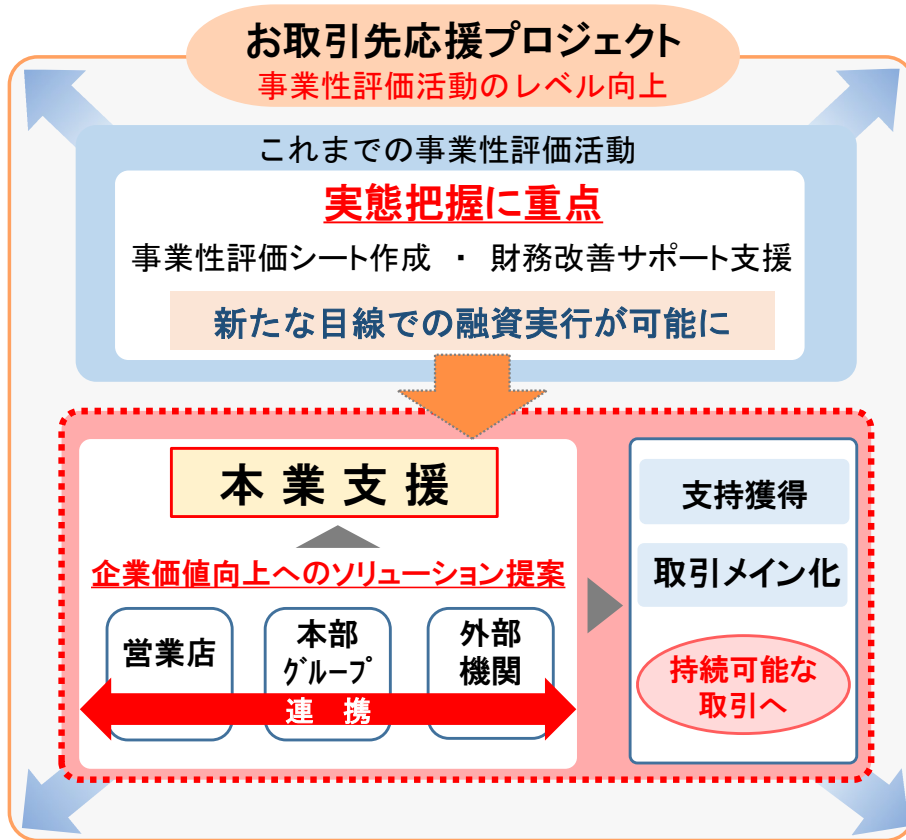 お取引先応援プロジェクト
事業性評価活動のレベル向上
これまでの事業性評価活動
実態把握に重点
事業性評価シート作成 ・ 財務改善サポート支援
新たな目線での融資実行が可能に
本業支援
企業価値向上へのソリューション提案
営業店
本部
グループ
外部
機関
連 携
支持獲得
取引メイン化
持続可能な
取引へ